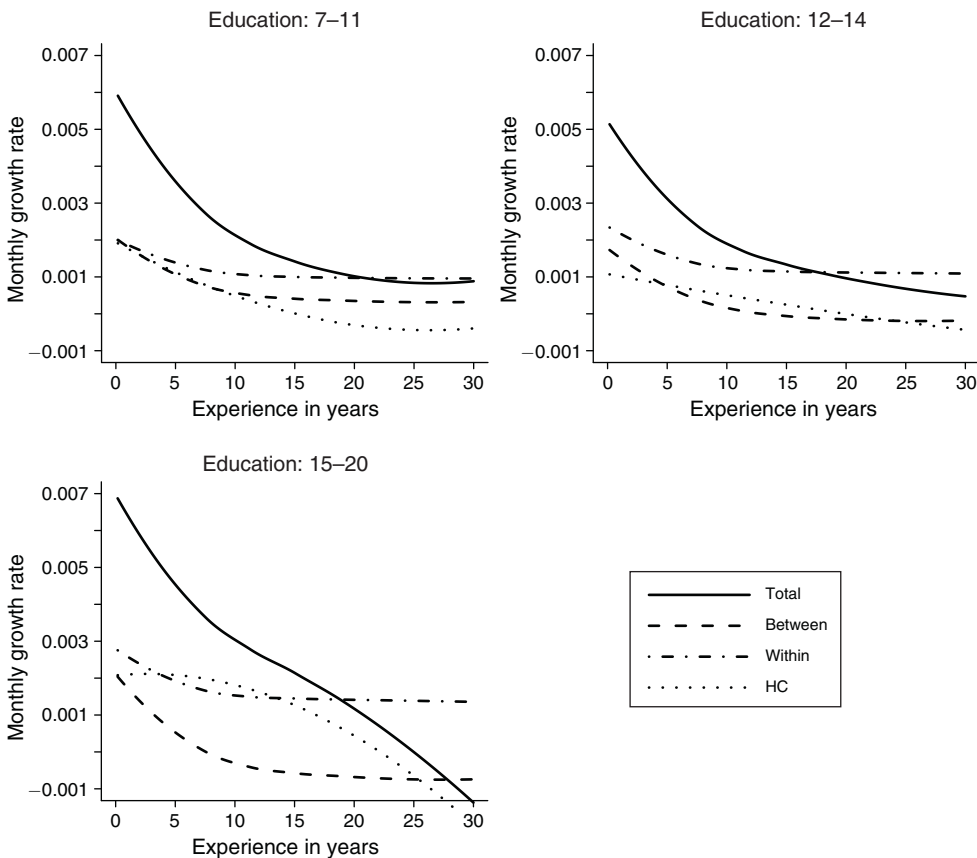 Education: 7–11
0.007
0.005
0.003
0.001
−0.001
Monthly growth rate
0 5 10 15 20 25 30
Experience in years
Education: 12–14
0.007
0.005
0.003
0.001
−0.001
Monthly growth rate
0 5 10 15 20 25 30
Experience in years
Education: 15–20
0.007
0.005
0.003
0.001
−0.001
Monthly growth rate
0 5 10 15 20 25 30
Experience in years
Total
Between
Within
HC